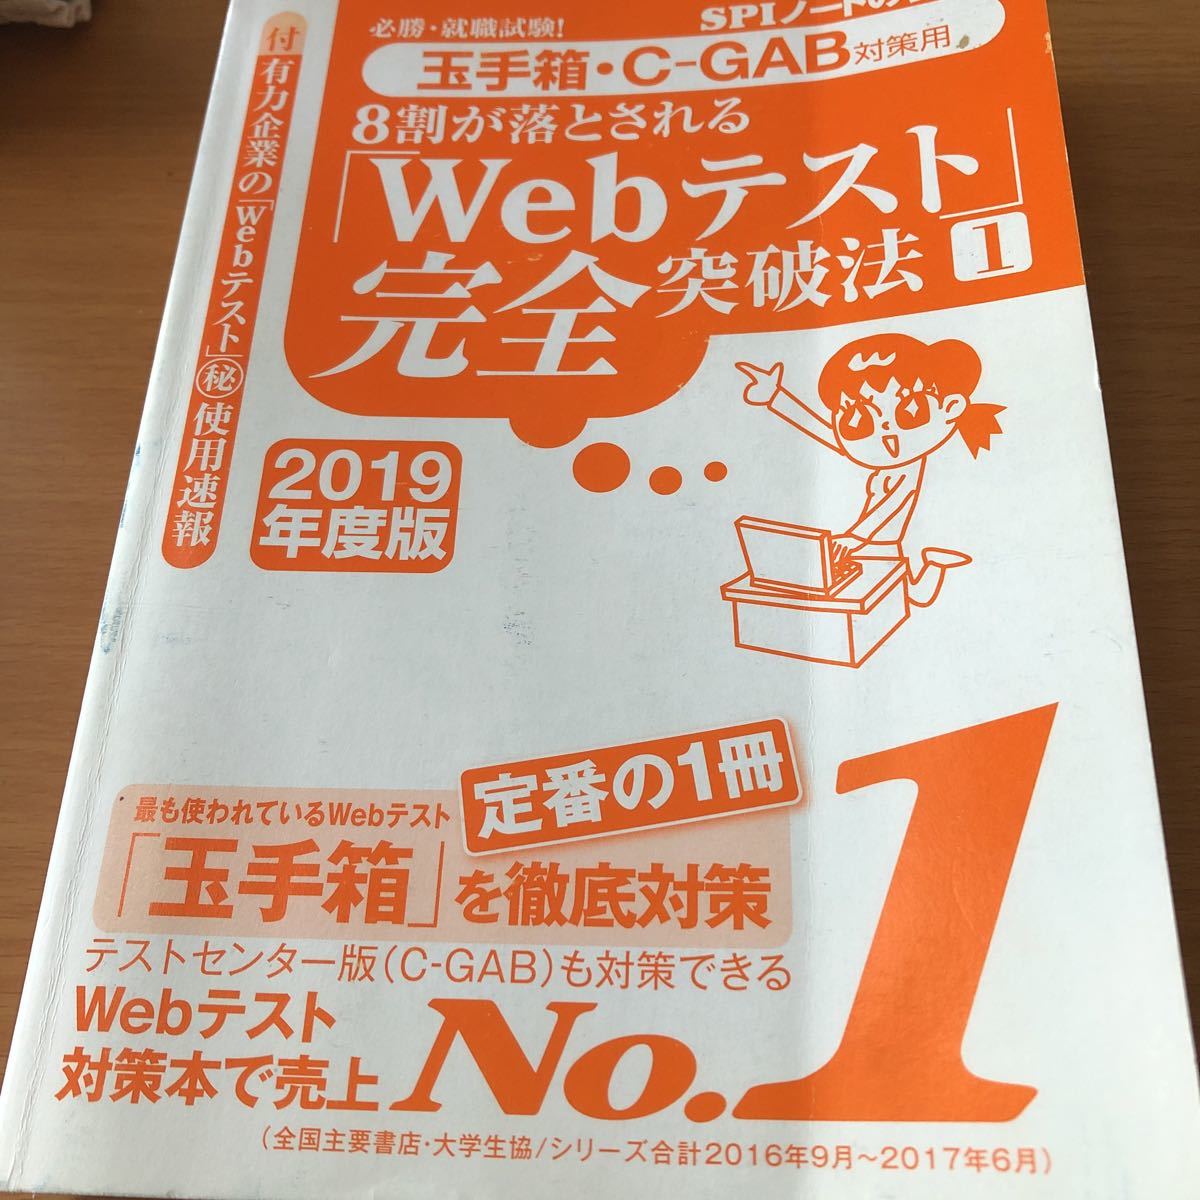 必勝・就職試験!
SPIノートの
玉手箱・C-GAB対策用
8割が落とされる
「Webテスト」
完全突破法 1
付 有力企業の「Webテスト」㊙使用速報
2019
年度版
定番の1冊
最も使われているWebテスト
「玉手箱」を徹底対策
テストセンター版(C-GAB)も対策できる
Webテスト
対策本で売上
No.1
(全国主要書店・大学生協/シリーズ合計2016年9月~2017年6月)